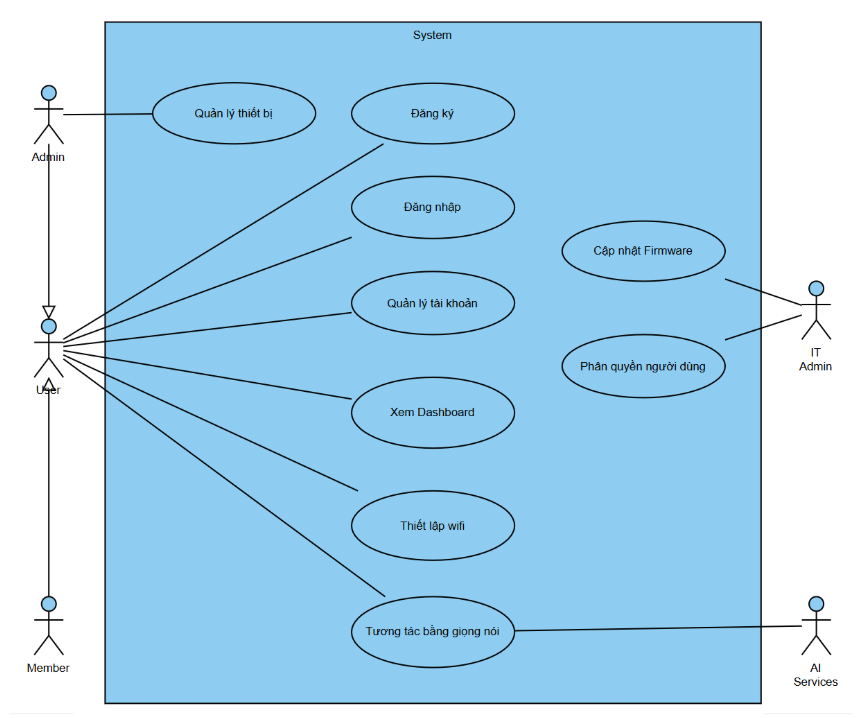 System
Quản lý thiết bị
Đăng ký
Admin
Đăng nhập
Cập nhật Firmware
Quản lý tài khoản
IT
Admin
Phân quyền người dùng
User
Xem Dashboard
Thiết lập wifi
Tương tác bằng giọng nói
Member
AI
Services